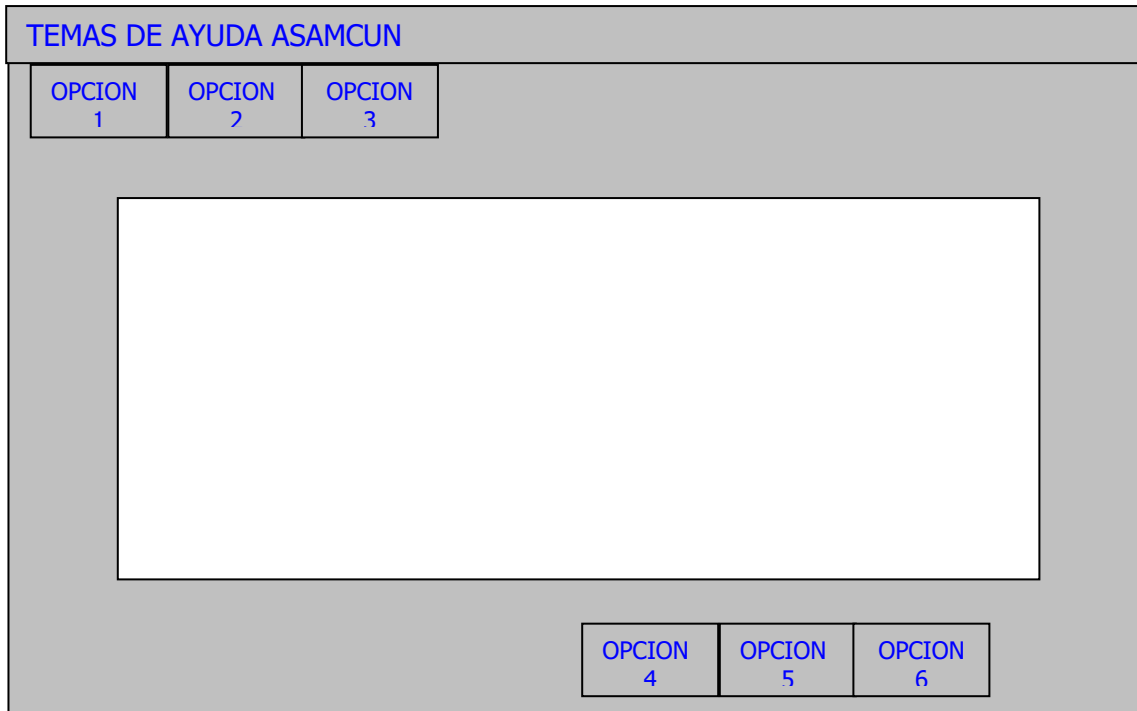 TEMAS DE AYUDA ASAMCUN
OPCION
1
OPCION
2
OPCION
3
OPCION
4
OPCION
5
OPCION
6